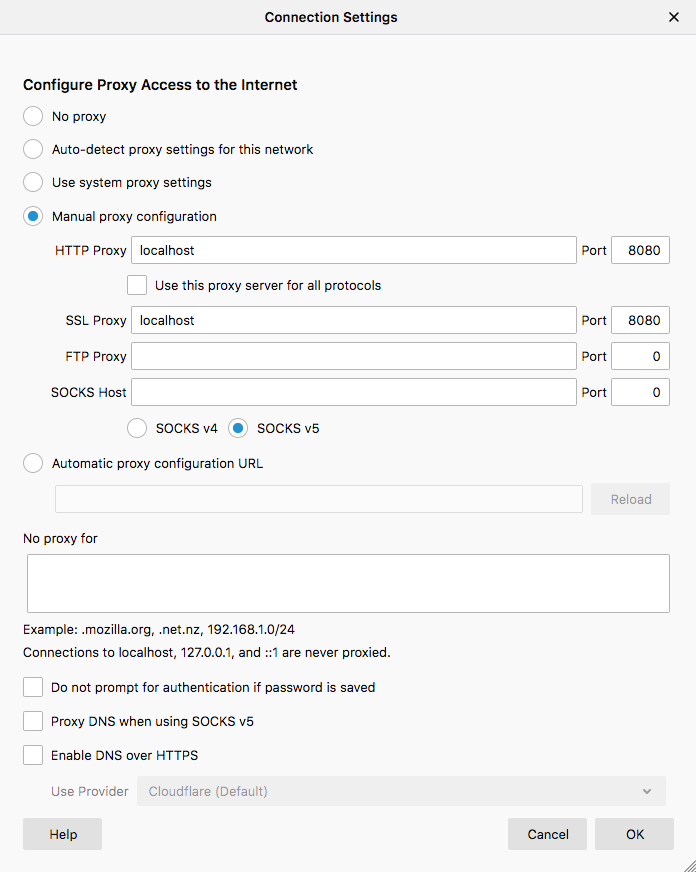 Connection Settings
Configure Proxy Access to the Internet
No proxy
Auto-detect proxy settings for this network
Use system proxy settings
Manual proxy configuration
HTTP Proxy localhost Port 8080
Use this proxy server for all protocols
SSL Proxy localhost Port 8080
FTP Proxy Port 0
SOCKS Host Port 0
SOCKS v4 SOCKS v5
Automatic proxy configuration URL
Reload
No proxy for
Example: .mozilla.org, .net.nz, 192.168.1.0/24
Connections to localhost, 127.0.0.1, and ::1 are never proxied.
Do not prompt for authentication if password is saved
Proxy DNS when using SOCKS v5
Enable DNS over HTTPS
Use Provider Cloudflare (Default)
Help Cancel OK